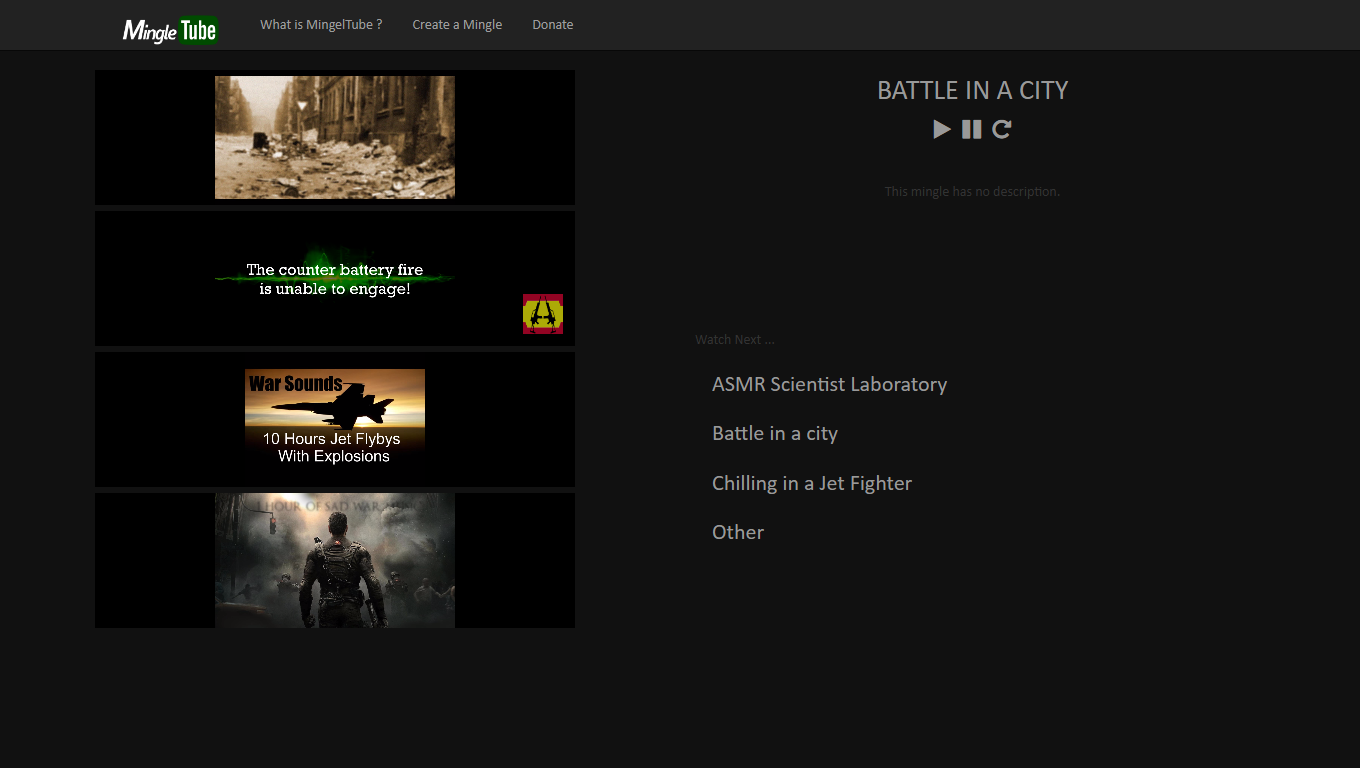 Mingle Tube
What is MingelTube ?
Create a Mingle
Donate
BATTLE IN A CITY
This mingle has no description.
The counter battery fire
is unable to engage!
War Sounds
10 Hours Jet Flybys
With Explosions
1 HOUR OF SAD WAR
Watch Next ...
ASMR Scientist Laboratory
Battle in a city
Chilling in a Jet Fighter
Other